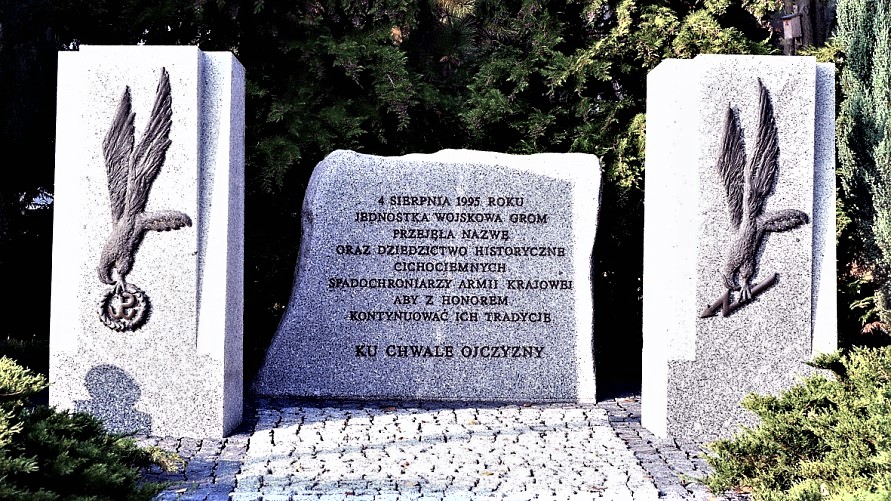 4 SIERPNIA 1995 ROKU
JEDNOSTKA WOJSKOWA GROM
PRZEJĘŁA NAZWĘ
ORAZ DZIEDZICTWO HISTORYCZNE
CICHOCIEMNYCH
SPADOCHRONIARZY ARMII KRAJOWEJ
ABY Z HONOREM
KONTYNUOWAĆ ICH TRADYCJE
KU CHWALE OJCZYZNY